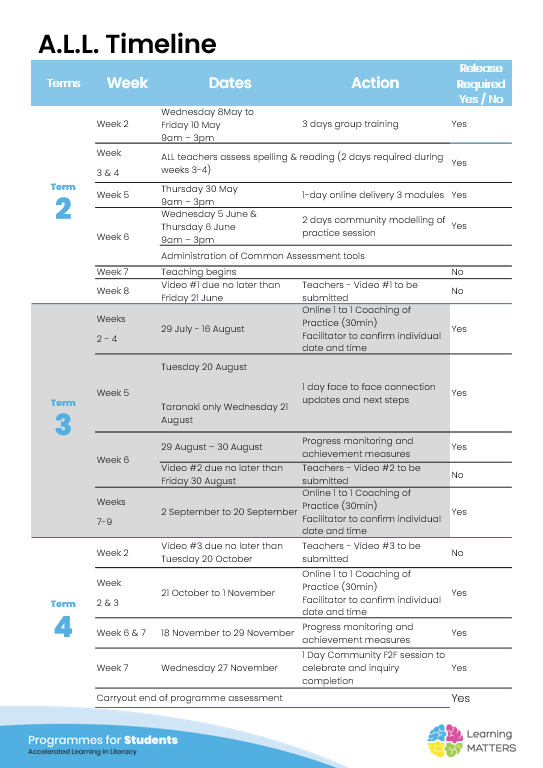 A.L.L. Timeline
Terms Week Dates Action Release
Required
Yes / No
Term
2
Week 2
Wednesday 8May to
Friday 10 May
9am – 3pm
3 days group training
Yes
Week
3 & 4
ALL teachers assess spelling & reading (2 days required during
weeks 3-4)
Yes
Week 5
Thursday 30 May
9am – 3pm
1-day online delivery 3 modules
Yes
Week 6
Wednesday 5 June &
Thursday 6 June
9am – 3pm
2 days community modelling of
practice session
Yes
Administration of Common Assessment tools
Week 7
Teaching begins
No
Week 8
Video #1 due no later than
Friday 21 June
Teachers - Video #1 to be
submitted
No
Term
3
Weeks
2 - 4
29 July - 16 August
Online 1 to 1 Coaching of
Practice (30min)
Facilitator to confirm individual
date and time
Yes
Week 5
Tuesday 20 August
Taranaki only Wednesday 21
August
1 day face to face connection
updates and next steps
Yes
Week 6
29 August – 30 August
Progress monitoring and
achievement measures
Yes
Video #2 due no later than
Friday 30 August
Teachers - Video #2 to be
submitted
No
Weeks
7-9
2 September to 20 September
Online 1 to 1 Coaching of
Practice (30min)
Facilitator to confirm individual
date and time
Yes
Term
4
Week 2
Video #3 due no later than
Tuesday 20 October
Teachers - Video #3 to be
submitted
No
Week
2 & 3
21 October to 1 November
Online 1 to 1 Coaching of
Practice (30min)
Facilitator to confirm individual
date and time
Yes
Week 6 & 7
18 November to 29 November
Progress monitoring and
achievement measures
Yes
Week 7
Wednesday 27 November
1 Day Community F2F session to
celebrate and inquiry
completion
Yes
Carryout end of programme assessment
Yes
Programmes for Students
Accelerated Learning in Literacy
Learning
MATTERS